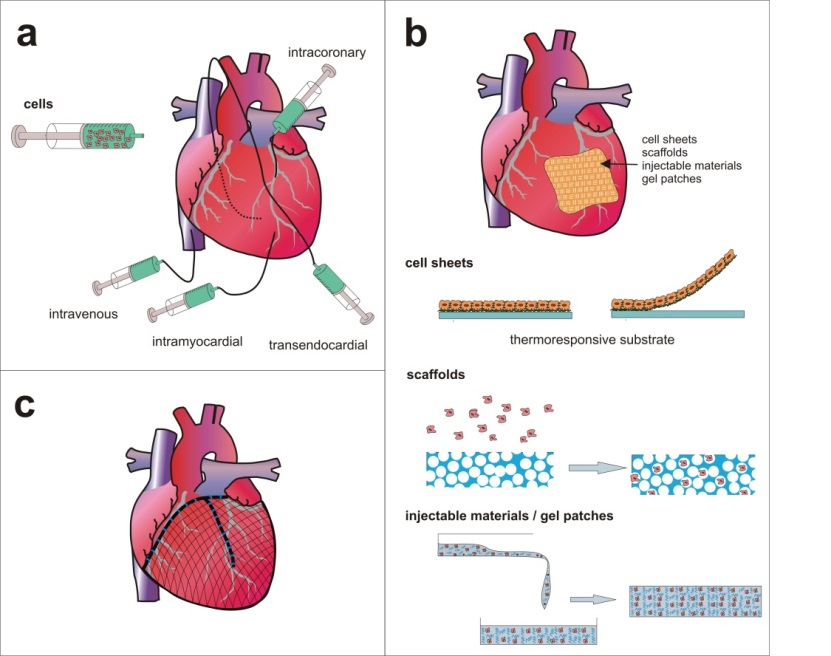 a
intracoronary
cells
intravenous
intramyocardial
transendocardial
b
cell sheets
scaffolds
injectable materials
gel patches
cell sheets
thermoresponsive substrate
scaffolds
injectable materials / gel patches
c